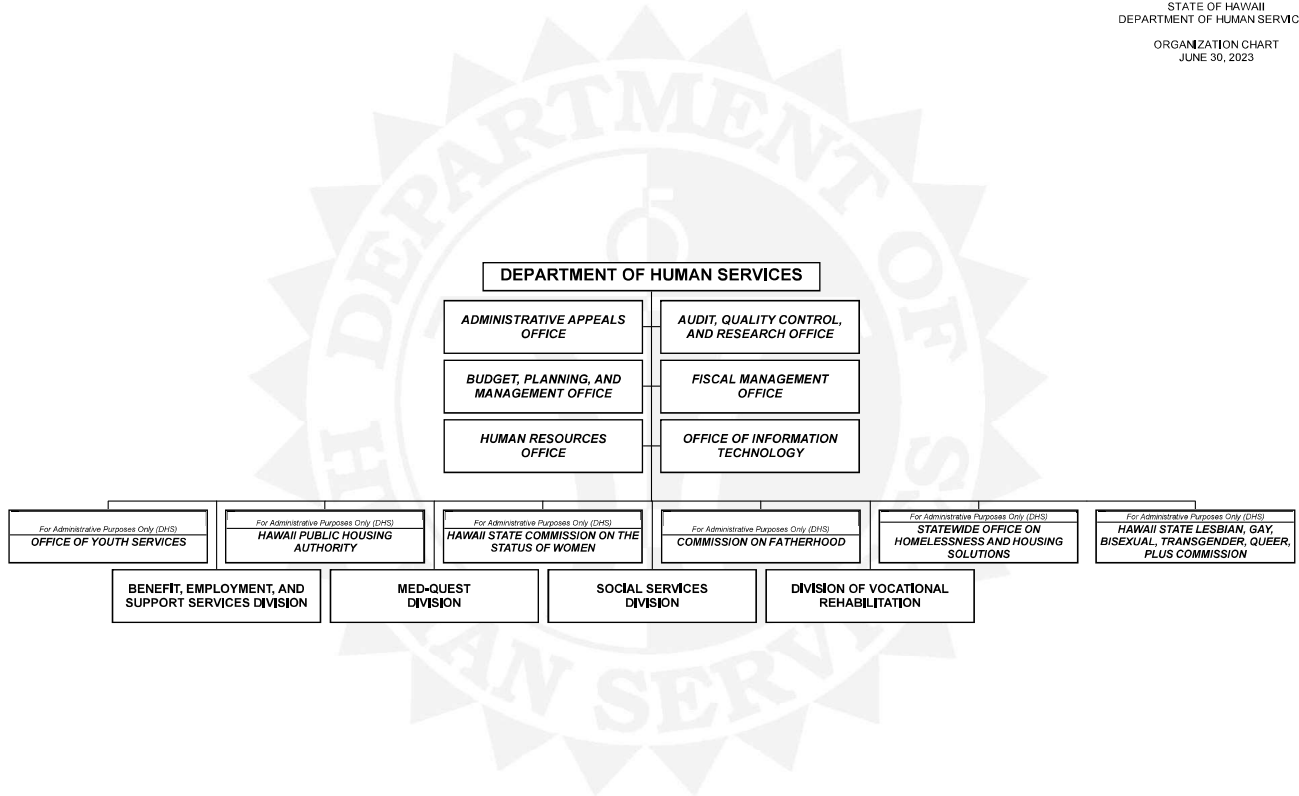 STATE OF HAWAII
DEPARTMENT OF HUMAN SERVIC
ORGANIZATION CHART
JUNE 30, 2023
DEPARTMENT OF HUMAN SERVICES
ADMINISTRATIVE APPEALS
OFFICE
AUDIT, QUALITY CONTROL,
AND RESEARCH OFFICE
BUDGET, PLANNING, AND
MANAGEMENT OFFICE
FISCAL MANAGEMENT
OFFICE
HUMAN RESOURCES
OFFICE
OFFICE OF INFORMATION
TECHNOLOGY
For Administrative Purposes Only (DHS)
OFFICE OF YOUTH SERVICES
For Administrative Purposes Only (DHS)
HAWAII PUBLIC HOUSING
AUTHORITY
For Administrative Purposes Only (DHS)
HAWAII STATE COMMISSION ON THE
STATUS OF WOMEN
For Administrative Purposes Only (DHS)
COMMISSION ON FATHERHOOD
For Administrative Purposes Only (DHS)
STATEWIDE OFFICE ON
HOMELESSNESS AND HOUSING
SOLUTIONS
For Administrative Purposes Only (DHS)
HAWAII STATE LESBIAN, GAY,
BISEXUAL, TRANSGENDER, QUEER,
PLUS COMMISSION
BENEFIT, EMPLOYMENT, AND
SUPPORT SERVICES DIVISION
MED-QUEST
DIVISION
SOCIAL SERVICES
DIVISION
DIVISION OF VOCATIONAL
REHABILITATION
DEPARTMENT OF